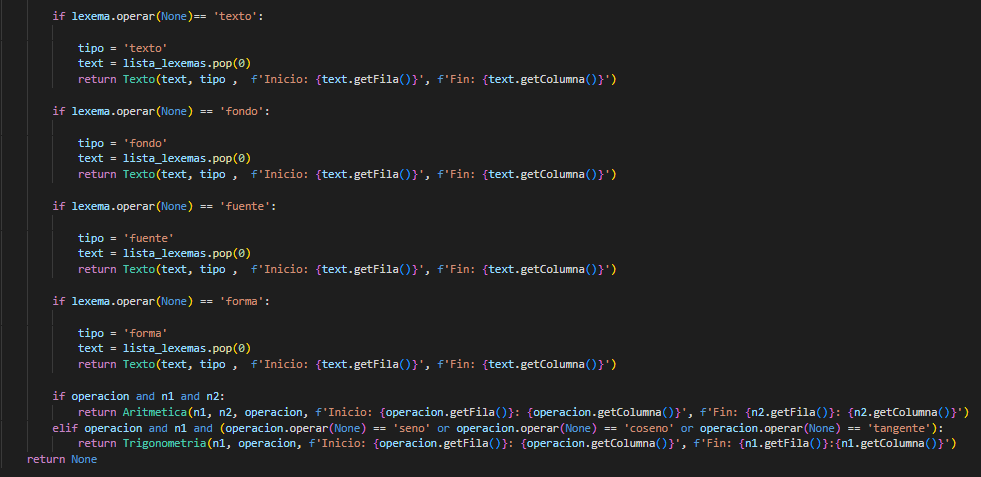 if lexema.operar(None)== 'texto':
tipo = 'texto'
text = lista_lexemas.pop(0)
return Texto(text, tipo ,  f'Inicio: {text.getFila()}', f'Fin: {text.getColumna()}')
if lexema.operar(None) == 'fondo':
tipo = 'fondo'
text = lista_lexemas.pop(0)
return Texto(text, tipo ,  f'Inicio: {text.getFila()}', f'Fin: {text.getColumna()}')
if lexema.operar(None) == 'fuente':
tipo = 'fuente'
text = lista_lexemas.pop(0)
return Texto(text, tipo ,  f'Inicio: {text.getFila()}', f'Fin: {text.getColumna()}')
if lexema.operar(None) == 'forma':
tipo = 'forma'
text = lista_lexemas.pop(0)
return Texto(text, tipo ,  f'Inicio: {text.getFila()}', f'Fin: {text.getColumna()}')
if operacion and n1 and n2:
return Aritmetica(n1, n2, operacion, f'Inicio: {operacion.getFila()}: {operacion.getColumna()}', f'Fin: {n2.getFila()}: {n2.getColumna()}')
elif operacion and n1 and (operacion.operar(None) == 'seno' or operacion.operar(None) == 'coseno' or operacion.operar(None) == 'tangente'):
return Trigonometria(n1, operacion, f'Inicio: {operacion.getFila()}: {operacion.getColumna()}', f'Fin: {n1.getFila()}:{n1.getColumna()}')
return None